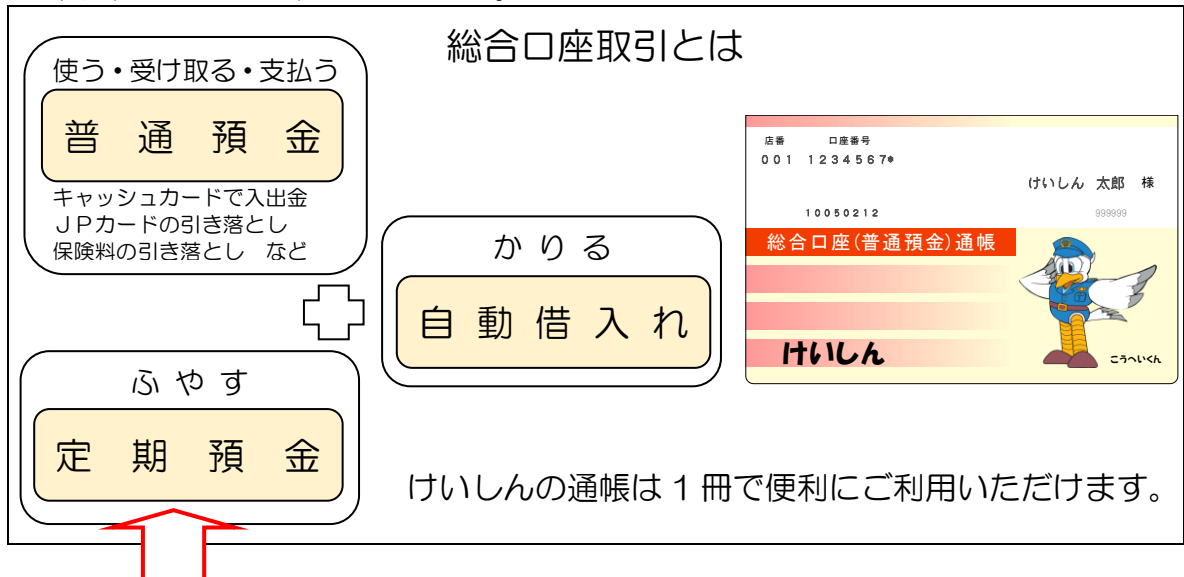 総合口座取引とは
使う・受け取る・支払う
普通預金
キャッシュカードで入出金
ＪＰカードの引き落とし
保険料の引き落とし　など
かりる
自動借入れ
ふやす
定期預金
店番　口座番号
001　1234567*
けいしん　太郎　様
10050212
999999
総合口座(普通預金)通帳
けいしん
こうへいくん
けいしんの通帳は１冊で便利にご利用いただけます。